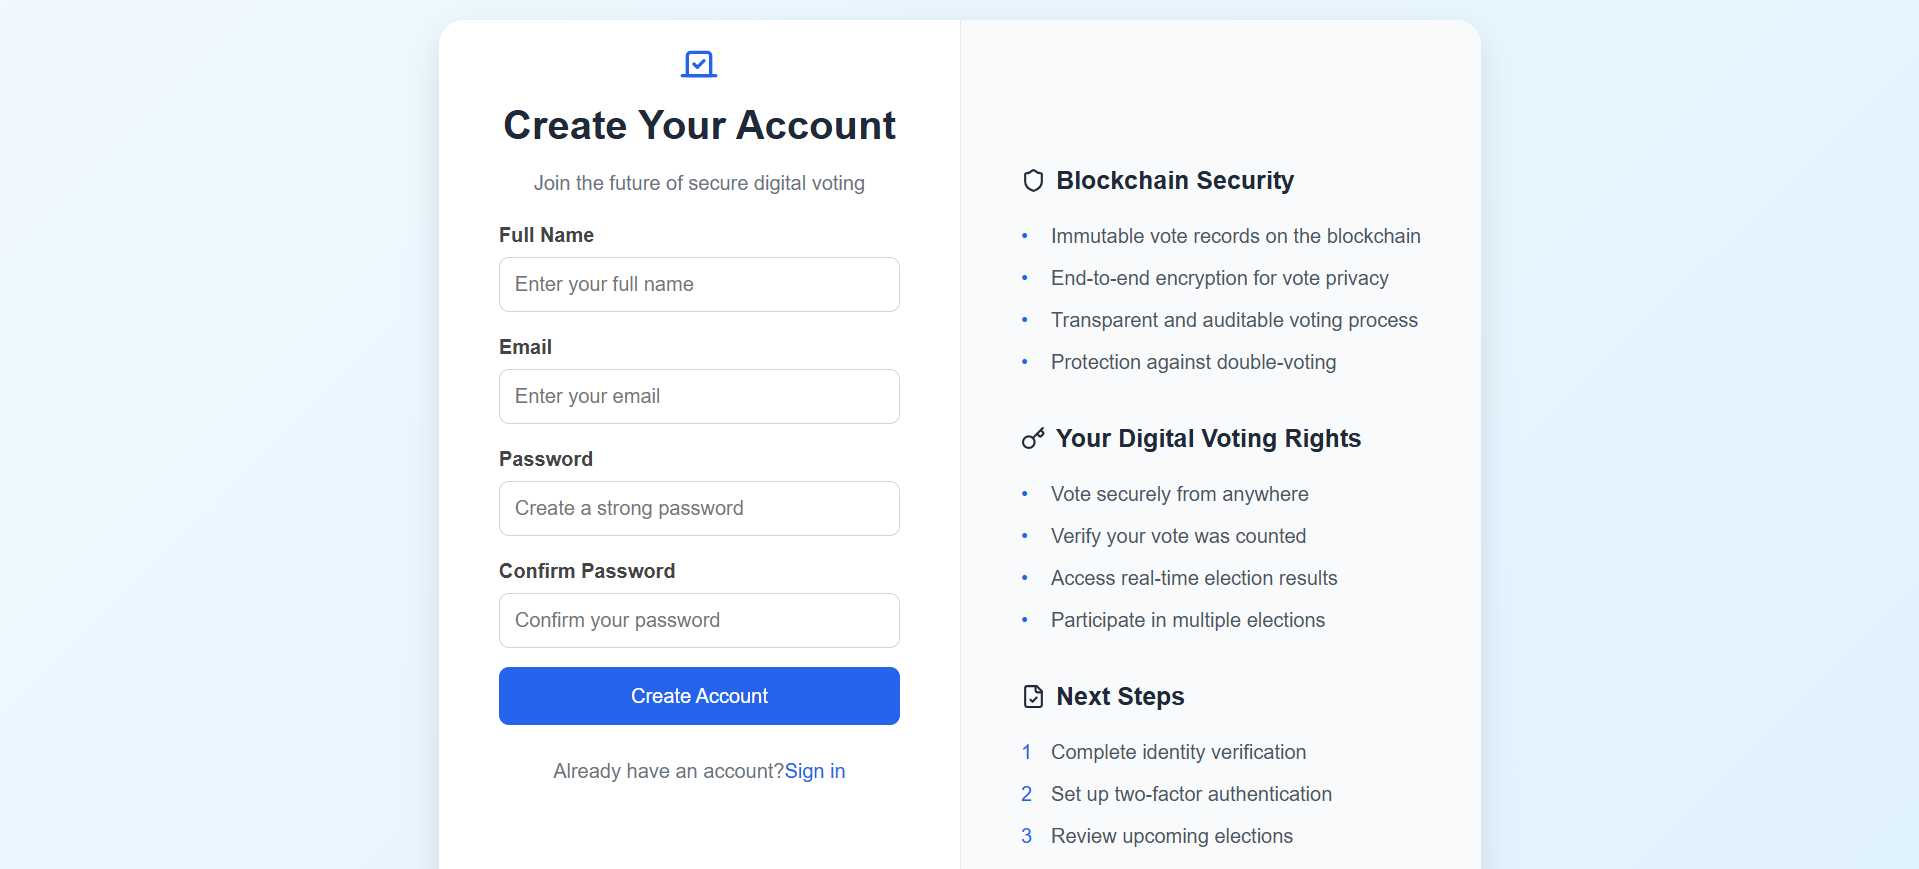 Create Your Account
Join the future of secure digital voting
Full Name
Enter your full name
Email
Enter your email
Password
Create a strong password
Confirm Password
Confirm your password
Create Account
Already have an account?Sign in
Blockchain Security
• Immutable vote records on the blockchain
• End-to-end encryption for vote privacy
• Transparent and auditable voting process
• Protection against double-voting
Your Digital Voting Rights
• Vote securely from anywhere
• Verify your vote was counted
• Access real-time election results
• Participate in multiple elections
Next Steps
1 Complete identity verification
2 Set up two-factor authentication
3 Review upcoming elections